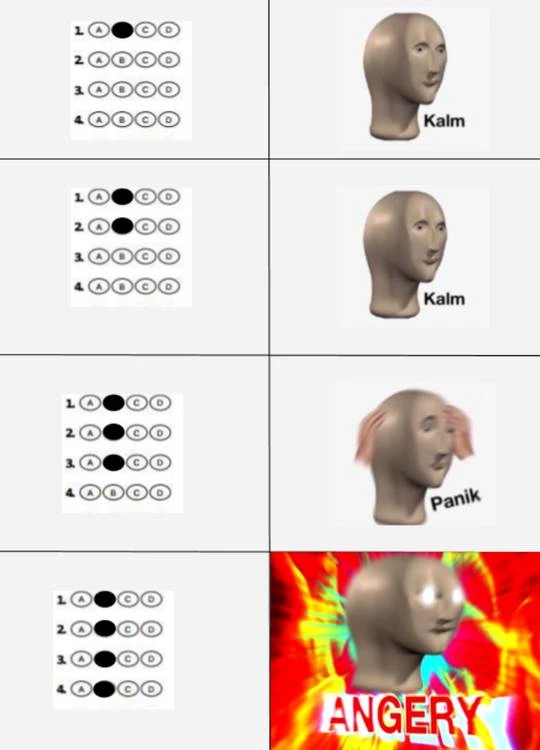 1. A C D
2. A B C D
3. A B C D
4. A B C D
Kalm
1. A C D
2. A C D
3. A B C D
4. A B C D
Kalm
1. A C D
2. A C D
3. A C D
4. A B C D
Panik
1. A C D
2. A C D
3. A C D
4. A C D
ANGERY